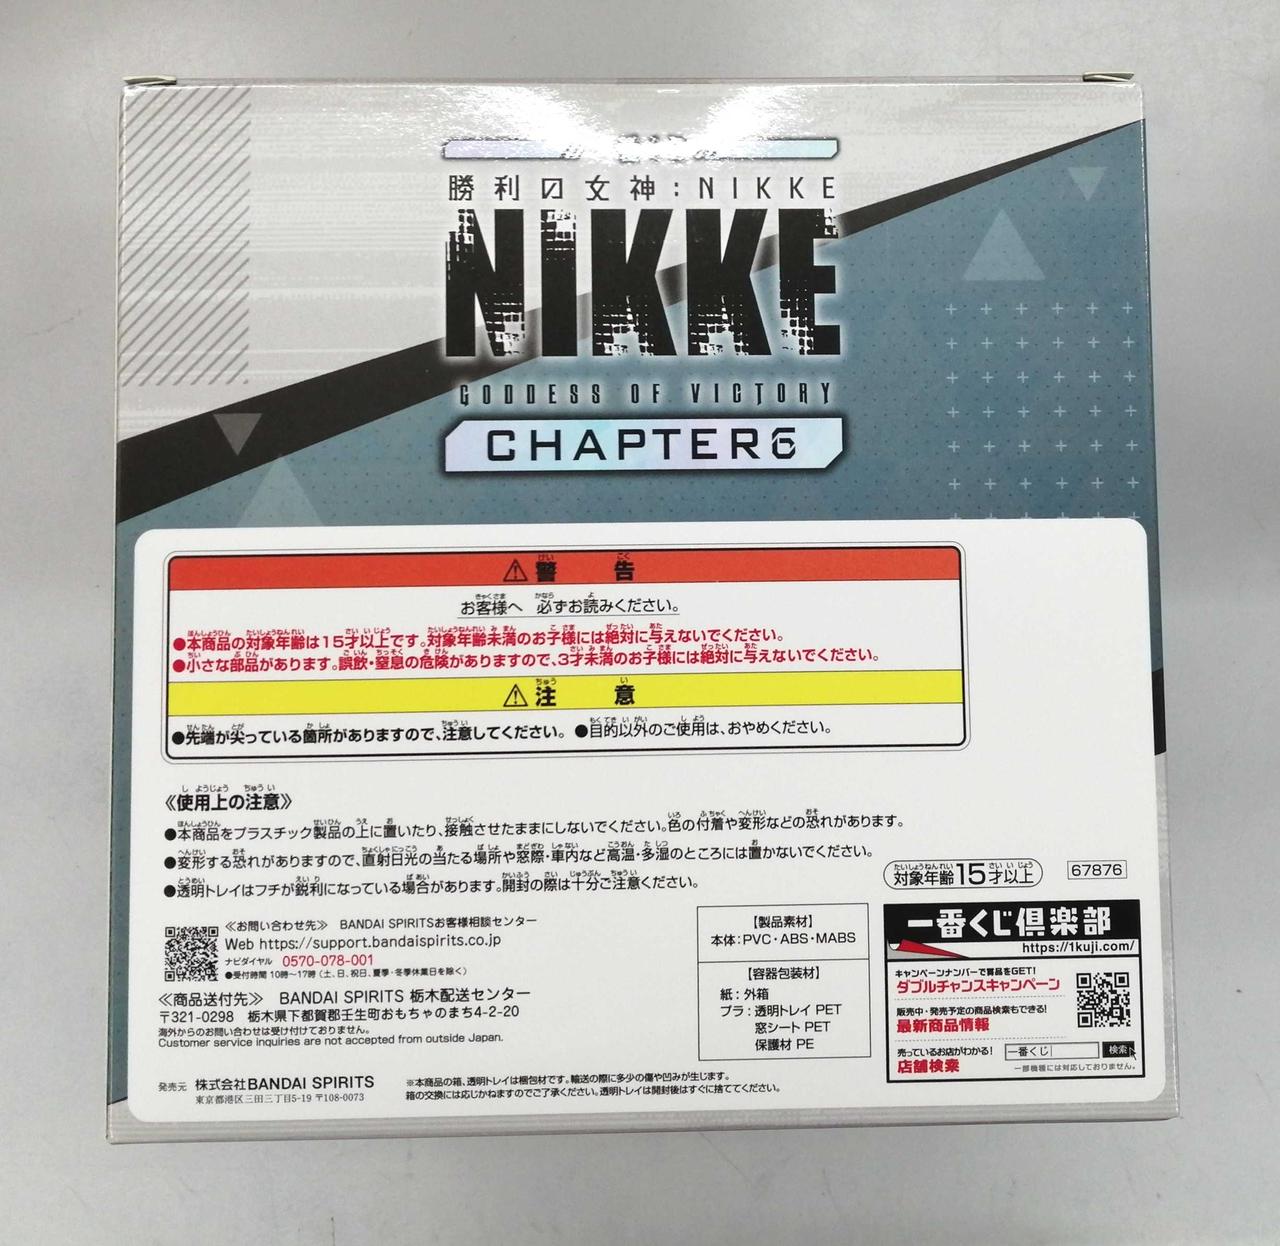 勝利の女神：NIKKE
NIKKE
GODDESS OF VICTORY
CHAPTER6
⚠警告
お客様へ 必ずお読みください。
●本商品の対象年齢は15才以上です。対象年齢未満のお子様には絶対に与えないでください。
●小さな部品があります。誤飲・窒息の危険がありますので、3才未満のお子様には絶対に与えないでください。
⚠注意
●先端が尖っている箇所がありますので、注意してください。 ●目的以外のご使用は、おやめください。
《使用上の注意》
●本商品をプラスチック製品の上に置いたり、接触させたままにしないでください。色の付着や変形などの恐れがあります。
●変形する恐れがありますので、直射日光の当たる場所や窓際・車内など高温・多湿のところには置かないでください。
●透明トレイはフチが鋭利になっている場合があります。開封の際は十分ご注意ください。
対象年齢15才以上
67876
≪お問い合わせ先≫ BANDAI SPIRITSお客様相談センター
Web https://support.bandaispirits.co.jp
ナビダイヤル 0570-078-001
●受付時間 10時〜17時（土、日、祝日、夏季・冬季休業日を除く）
≪商品送付先≫ BANDAI SPIRITS 栃木配送センター
〒321-0298 栃木県下都賀郡壬生町おもちゃのまち4-2-20
海外からのお問い合わせは受け付けておりません。
Customer service inquiries are not accepted from outside Japan.
発売元 株式会社BANDAI SPIRITS
東京都港区三田三丁目5-19 〒108-0073
※本商品の箱、透明トレイは梱包材です。輸送の際に多少の傷や凹みが生じます。
箱の交換には応じかねますのでご了承ください。透明トレイは開封後はすぐに捨ててください。
【製品素材】
本体：PVC・ABS・MABS
【容器包装材】
紙：外箱
プラ：透明トレイ PET
窓シート PET
保護材 PE
一番くじ倶楽部
https://1kuji.com/
キャンペーンナンバーで賞品をGET!
ダブルチャンスキャンペーン
販売中・発売予定の商品検索もできる!
最新商品情報
売っているお店がわかる!
店舗検索
一番くじ 検索
一部機種には対応しておりません。